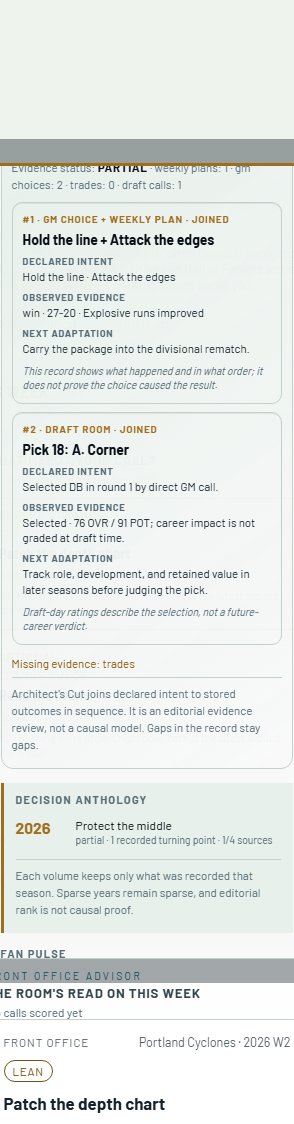 Evidence status: PARTIAL · weekly plans: 1 · gm
choices: 2 · trades: 0 · draft calls: 1
#1 · GM CHOICE + WEEKLY PLAN · JOINED
Hold the line + Attack the edges
DECLARED INTENT
Hold the line · Attack the edges
OBSERVED EVIDENCE
win · 27-20 · Explosive runs improved
NEXT ADAPTATION
Carry the package into the divisional rematch.
This record shows what happened and in what order; it
does not prove the choice caused the result.
#2 · DRAFT ROOM · JOINED
Pick 18: A. Corner
DECLARED INTENT
Selected DB in round 1 by direct GM call.
OBSERVED EVIDENCE
Selected · 76 OVR / 91 POT; career impact is not
graded at draft time.
NEXT ADAPTATION
Track role, development, and retained value in
later seasons before judging the pick.
Draft-day ratings describe the selection, not a future-
career verdict.
Missing evidence: trades
Architect's Cut joins declared intent to stored
outcomes in sequence. It is an editorial evidence
review, not a causal model. Gaps in the record stay
gaps.
DECISION ANTHOLOGY
2026 Protect the middle
partial · 1 recorded turning point · 1/4 sources
Each volume keeps only what was recorded that
season. Sparse years remain sparse, and editorial
rank is not causal proof.
FAN PULSE
RONT OFFICE ADVISOR
HE ROOM'S READ ON THIS WEEK
calls scored yet
FRONT OFFICE Portland Cyclones · 2026 W2
LEAN
Patch the depth chart